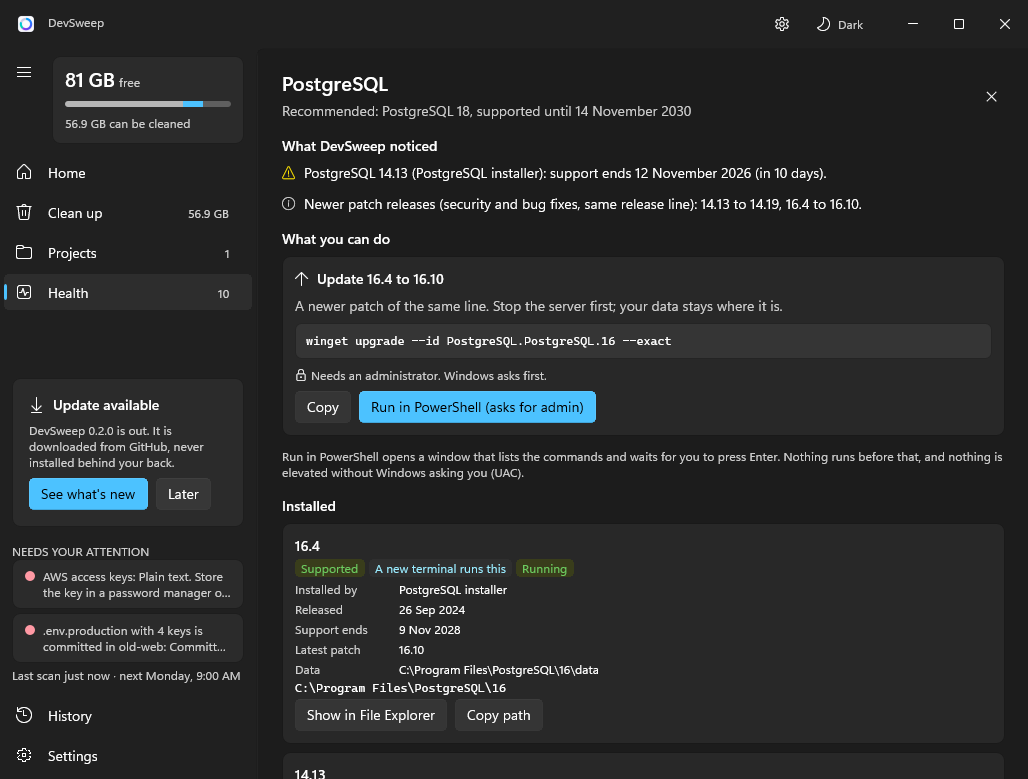 DevSweep
Dark
81 GB free
56.9 GB can be cleaned
Home
Clean up 56.9 GB
Projects 1
Health 10
Update available
DevSweep 0.2.0 is out. It is
downloaded from GitHub, never
installed behind your back.
See what's new
Later
NEEDS YOUR ATTENTION
AWS access keys: Plain text. Store
the key in a password manager o...
.env.production with 4 keys is
committed in old-web: Committ...
Last scan just now · next Monday, 9:00 AM
History
Settings
PostgreSQL
Recommended: PostgreSQL 18, supported until 14 November 2030
What DevSweep noticed
PostgreSQL 14.13 (PostgreSQL installer): support ends 12 November 2026 (in 10 days).
Newer patch releases (security and bug fixes, same release line): 14.13 to 14.19, 16.4 to 16.10.
What you can do
Update 16.4 to 16.10
A newer patch of the same line. Stop the server first; your data stays where it is.
winget upgrade --id PostgreSQL.PostgreSQL.16 --exact
Needs an administrator. Windows asks first.
Copy
Run in PowerShell (asks for admin)
Run in PowerShell opens a window that lists the commands and waits for you to press Enter. Nothing runs before that, and nothing is
elevated without Windows asking you (UAC).
Installed
16.4
Supported A new terminal runs this Running
Installed by PostgreSQL installer
Released 26 Sep 2024
Support ends 9 Nov 2028
Latest patch 16.10
Data C:\Program Files\PostgreSQL\16\data
C:\Program Files\PostgreSQL\16
Show in File Explorer
Copy path
14.13